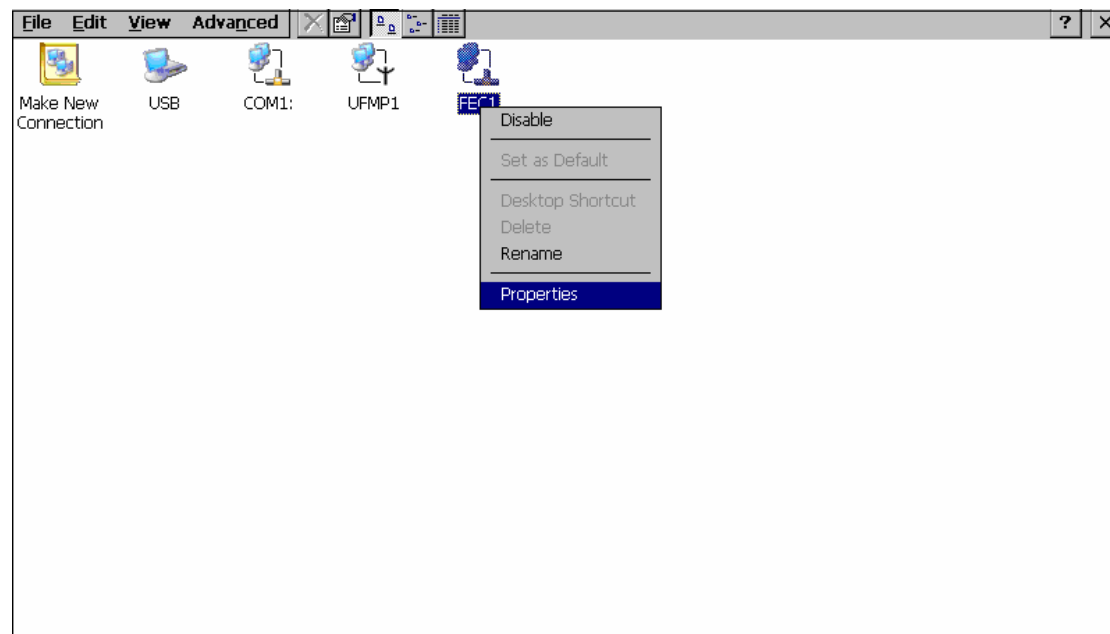 File Edit View Advanced ? ×
Make New
Connection
USB
COM1:
UFMP1
FEC1
Disable
Set as Default
Desktop Shortcut
Delete
Rename
Properties